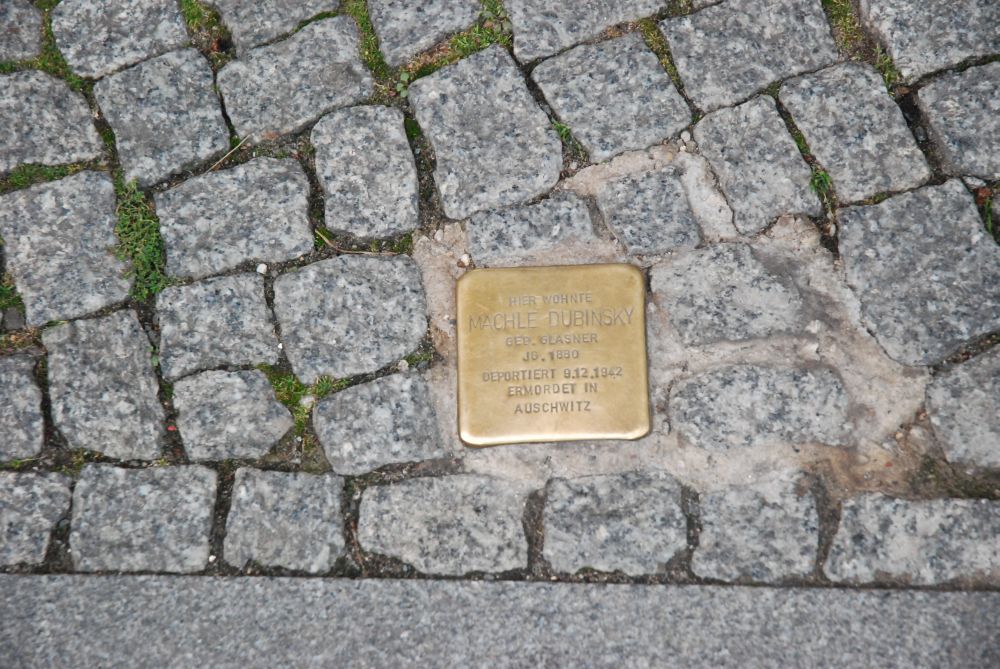 HIER WOHNTE
MACHLE DUBINSKY
GEB. GLASNER
JG. 1880
DEPORTIERT 9.12.1942
ERMORDET IN
AUSCHWITZ